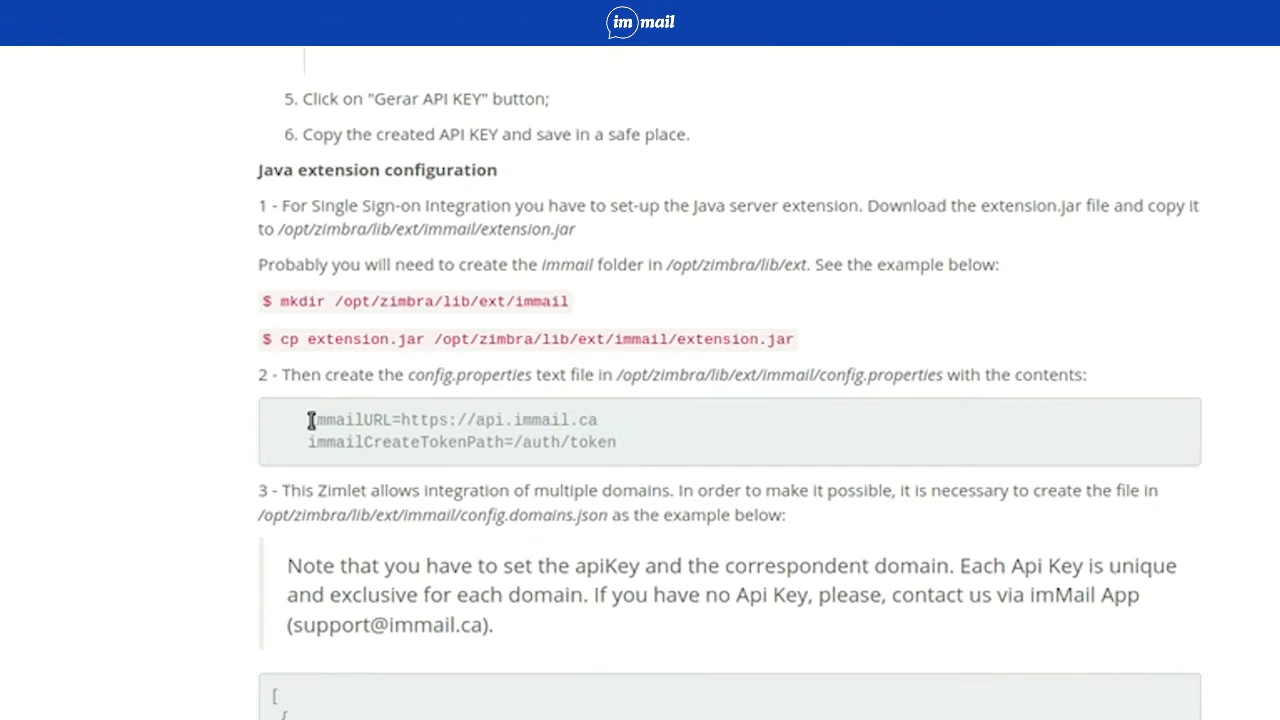 im mail
5. Click on "Gerar API KEY" button;
6. Copy the created API KEY and save in a safe place.
Java extension configuration
1 - For Single Sign-on Integration you have to set-up the Java server extension. Download the extension.jar file and copy it
to /opt/zimbra/lib/ext/immail/extension.jar
Probably you will need to create the immail folder in /opt/zimbra/lib/ext. See the example below:
$ mkdir /opt/zimbra/lib/ext/immail
$ cp extension.jar /opt/zimbra/lib/ext/immail/extension.jar
2 - Then create the config.properties text file in /opt/zimbra/lib/ext/immail/config.properties with the contents:
immailURL=https://api.immail.ca
immailCreateTokenPath=/auth/token
3 - This Zimlet allows integration of multiple domains. In order to make it possible, it is necessary to create the file in
/opt/zimbra/lib/ext/immail/config.domains.json as the example below:
Note that you have to set the apiKey and the correspondent domain. Each Api Key is unique
and exclusive for each domain. If you have no Api Key, please, contact us via imMail App
(support@immail.ca).
[
{